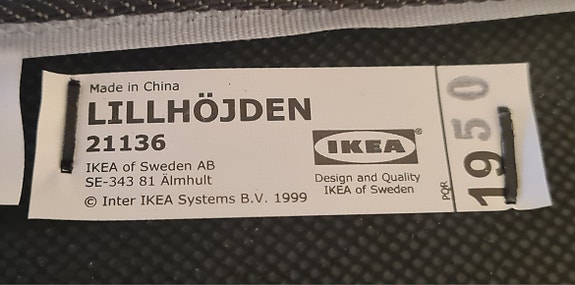 Made in China
LILLHÖJDEN
21136
IKEA of Sweden AB
SE-343 81 Älmhult
© Inter IKEA Systems B.V. 1999
IKEA®
Design and Quality
IKEA of Sweden
PQR
1950